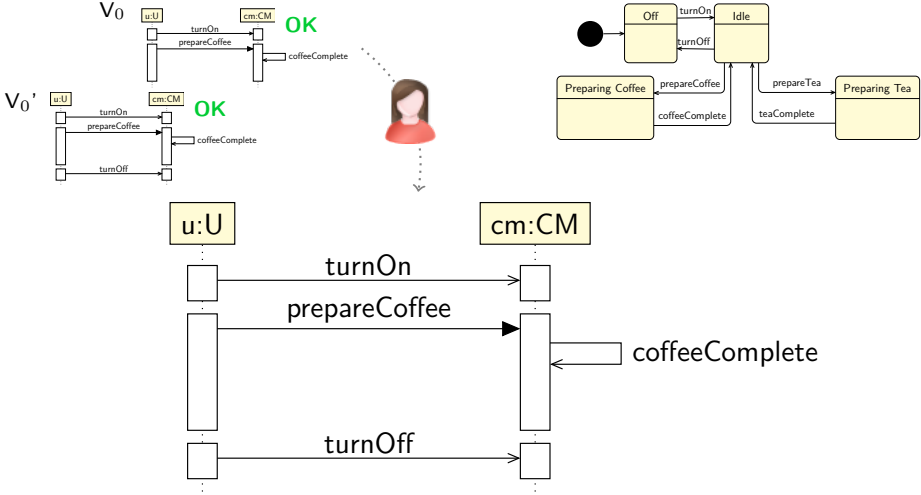 V0
u:U
cm:CM
OK
turnOn
prepareCoffee
coffeeComplete
V0'
u:U
cm:CM
OK
turnOn
prepareCoffee
coffeeComplete
turnOff
Off
turnOn
Idle
turnOff
Preparing Coffee
prepareCoffee
coffeeComplete
prepareTea
teaComplete
Preparing Tea
u:U
cm:CM
turnOn
prepareCoffee
coffeeComplete
turnOff